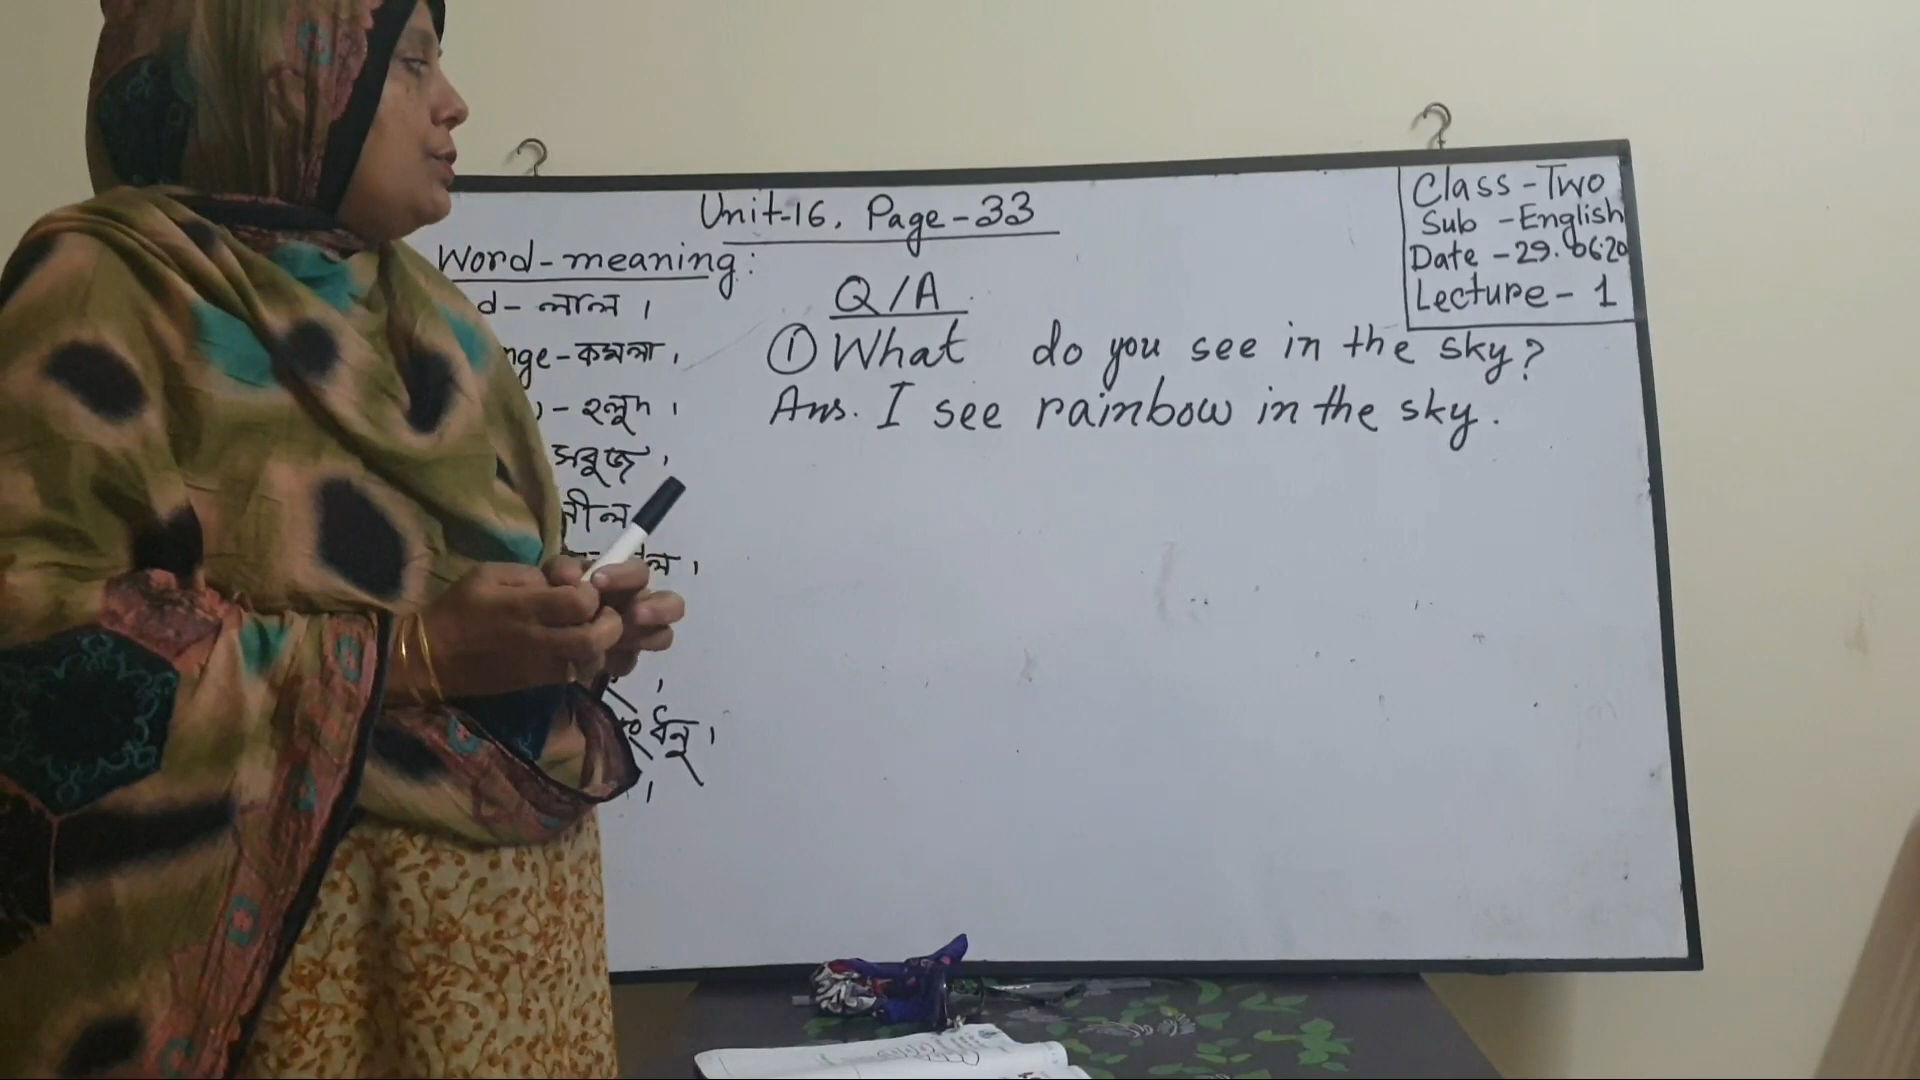 Unit-16, Page-33
Class - Two
Sub - English
Date - 29.06.20
Lecture - 1
Word-meaning:
d- লাল ।
nge - কমলা ।
- হলুদ ।
সবুজ ।
নীল
ধনু ।
Q/A
① What do you see in the sky?
Ans. I see rainbow in the sky.